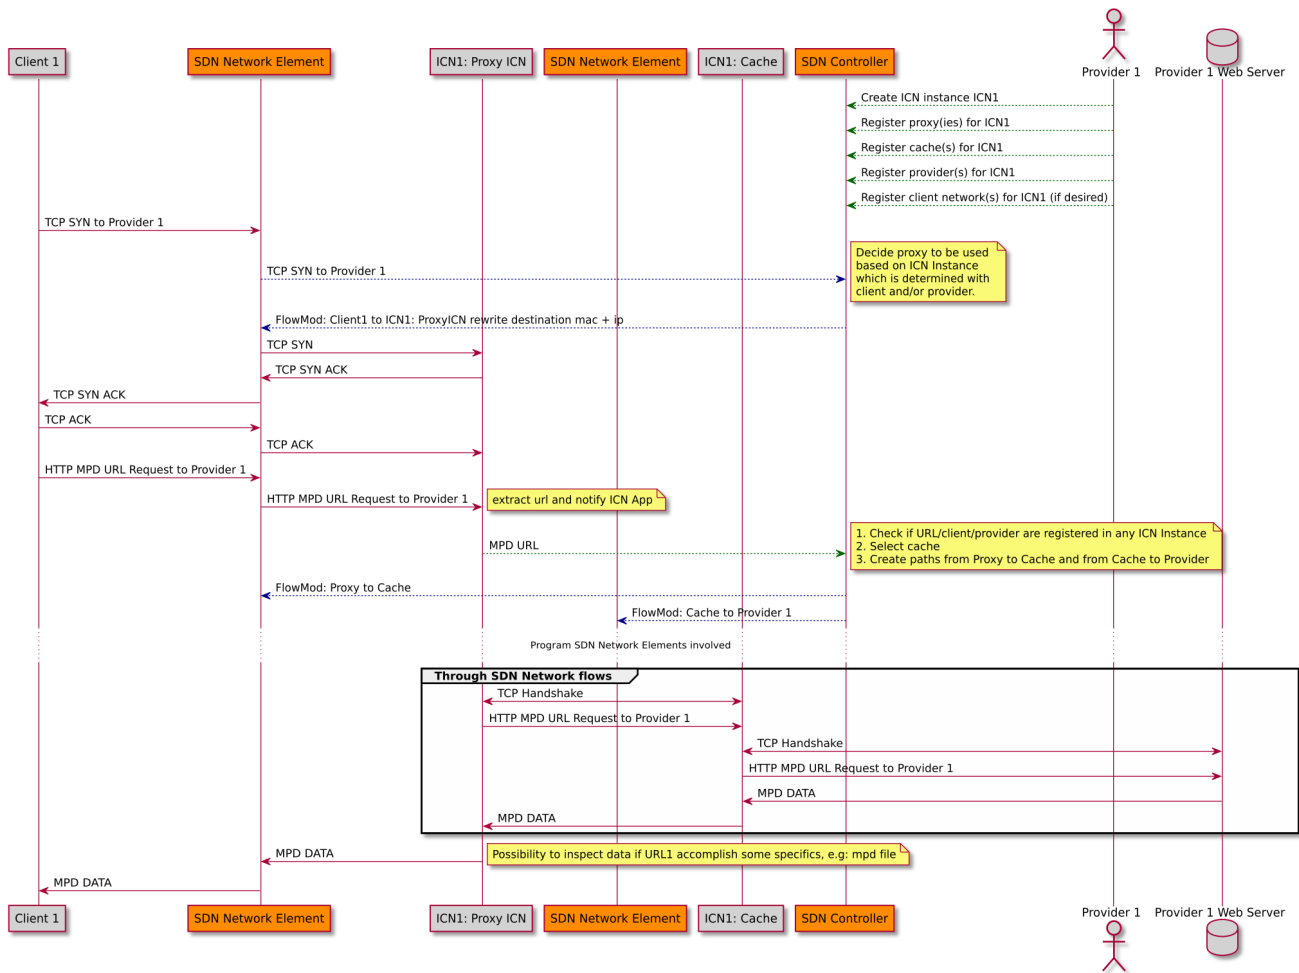 Client 1
SDN Network Element
ICN1: Proxy ICN
SDN Network Element
ICN1: Cache
SDN Controller
Provider 1
Provider 1 Web Server
Create ICN instance ICN1
Register proxy(ies) for ICN1
Register cache(s) for ICN1
Register provider(s) for ICN1
Register client network(s) for ICN1 (if desired)
TCP SYN to Provider 1
TCP SYN to Provider 1
Decide proxy to be used
based on ICN Instance
which is determined with
client and/or provider.
FlowMod: Client1 to ICN1: ProxyICN rewrite destination mac + ip
TCP SYN
TCP SYN ACK
TCP SYN ACK
TCP ACK
TCP ACK
HTTP MPD URL Request to Provider 1
HTTP MPD URL Request to Provider 1
extract url and notify ICN App
MPD URL
1. Check if URL/client/provider are registered in any ICN Instance
2. Select cache
3. Create paths from Proxy to Cache and from Cache to Provider
FlowMod: Proxy to Cache
FlowMod: Cache to Provider 1
Program SDN Network Elements involved
Through SDN Network flows
TCP Handshake
HTTP MPD URL Request to Provider 1
TCP Handshake
HTTP MPD URL Request to Provider 1
MPD DATA
MPD DATA
MPD DATA
Possibility to inspect data if URL1 accomplish some specifics, e.g: mpd file
MPD DATA
Client 1
SDN Network Element
ICN1: Proxy ICN
SDN Network Element
ICN1: Cache
SDN Controller
Provider 1
Provider 1 Web Server